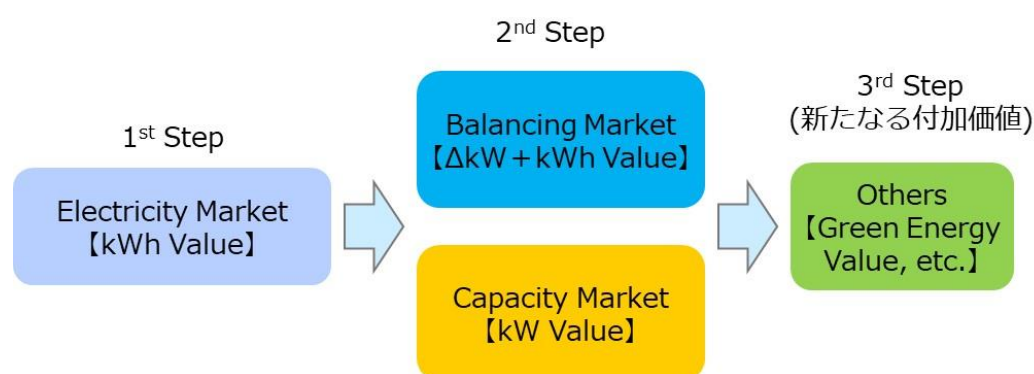 1st Step
Electricity Market
【kWh Value】
2nd Step
Balancing Market
【ΔkW＋kWh Value】
Capacity Market
【kW Value】
3rd Step
(新たなる付加価値)
Others
【Green Energy
Value, etc.】